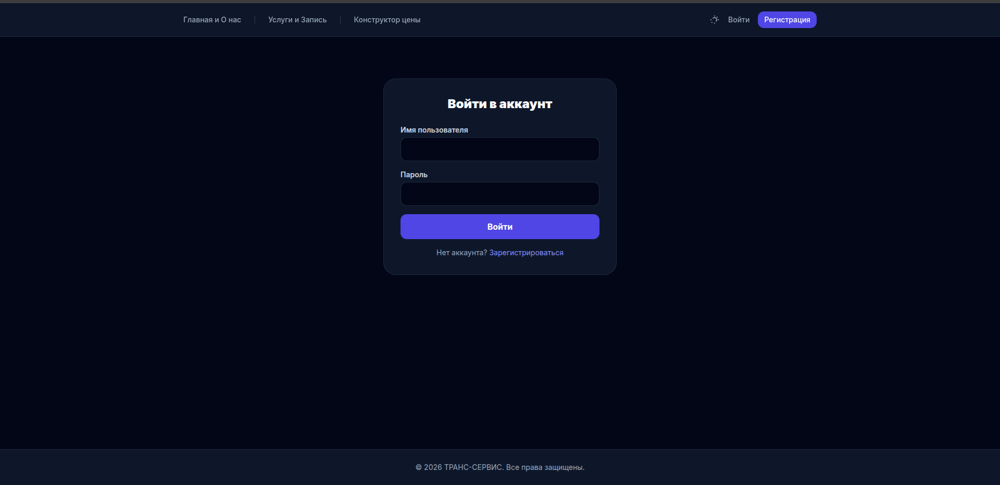 Главная и О нас
Услуги и Запись
Конструктор цены
Войти
Регистрация
Войти в аккаунт
Имя пользователя
Пароль
Войти
Нет аккаунта? Зарегистрироваться
© 2026 ТРАНС-СЕРВИС. Все права защищены.